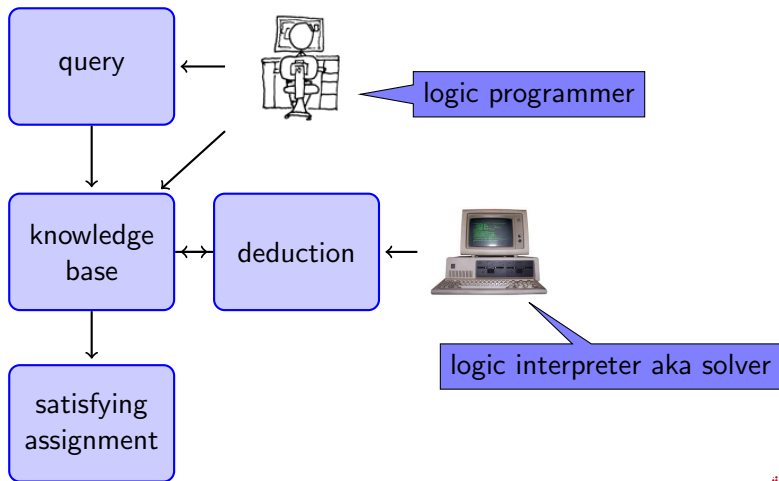 query
logic programmer
knowledge
base
deduction
logic interpreter aka solver
satisfying
assignment